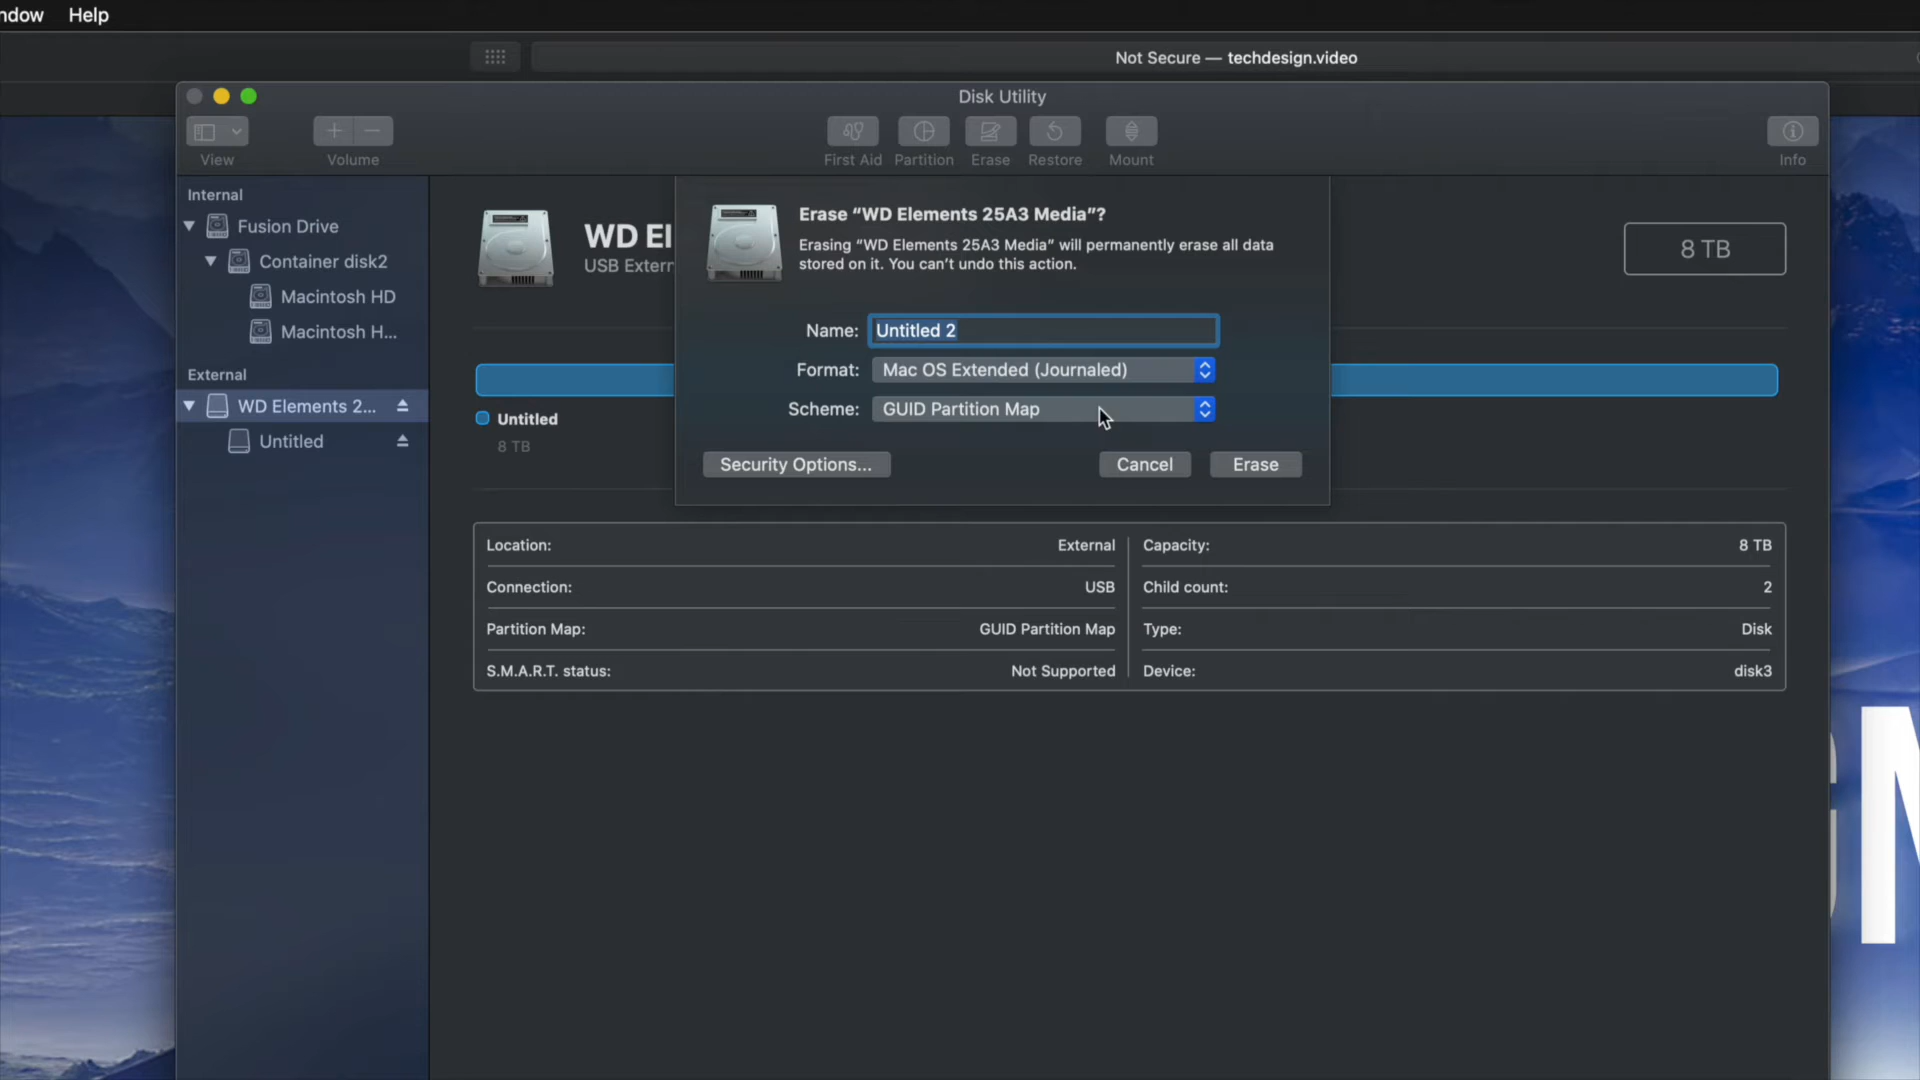 ndow Help
Not Secure — techdesign.video
Disk Utility
View
Volume
First Aid
Partition
Erase
Restore
Mount
Info
Internal
Fusion Drive
Container disk2
Macintosh HD
Macintosh H...
External
WD Elements 2...
Untitled
WD El
USB Extern
8 TB
Untitled
8 TB
Erase “WD Elements 25A3 Media”?
Erasing “WD Elements 25A3 Media” will permanently erase all data
stored on it. You can’t undo this action.
Name: Untitled 2
Format: Mac OS Extended (Journaled)
Scheme: GUID Partition Map
Security Options...
Cancel
Erase
Location: External
Connection: USB
Partition Map: GUID Partition Map
S.M.A.R.T. status: Not Supported
Capacity: 8 TB
Child count: 2
Type: Disk
Device: disk3